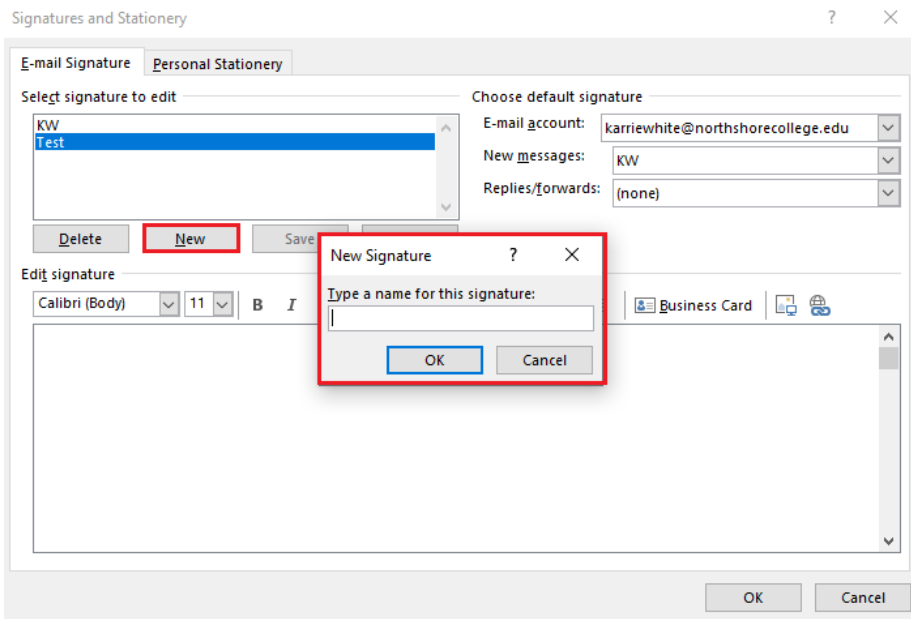 Signatures and Stationery ? ×
E-mail Signature Personal Stationery
Select signature to edit
KW
Test
Choose default signature
E-mail account: karriewhite@northshorecollege.edu
New messages: KW
Replies/forwards: (none)
Delete New Save
New Signature ? ×
Type a name for this signature:
OK Cancel
Edit signature
Calibri (Body) 11 B I
Business Card
OK Cancel